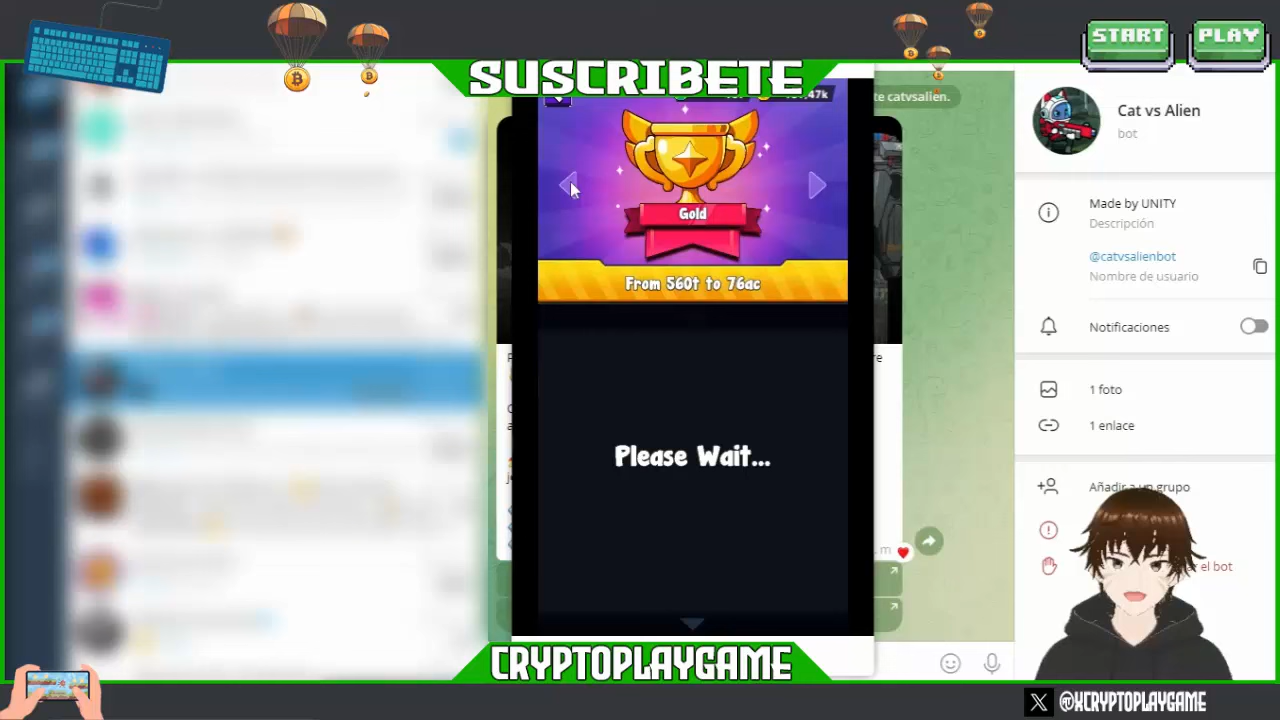 START
PLAY
SUSCRIBETE
te catvsalien.
Cat vs Alien
bot
Gold
From 560t to 76ac
Made by UNITY
Descripción
@catvsalienbot
Nombre de usuario
Notificaciones
1 foto
1 enlace
Please Wait...
Añadir a un grupo
el bot
CRYPTOPLAYGAME
@XCRYPTOPLAYGAME